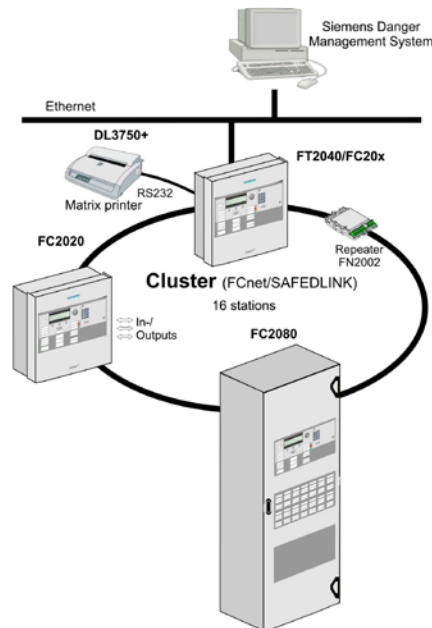 Siemens Danger
Management System
Ethernet
DL3750+
FT2040/FC20x
RS232
Matrix printer
Repeater
FN2002
FC2020
Cluster (FCnet/SAFEDLINK)
16 stations
In-/
Outputs
FC2080